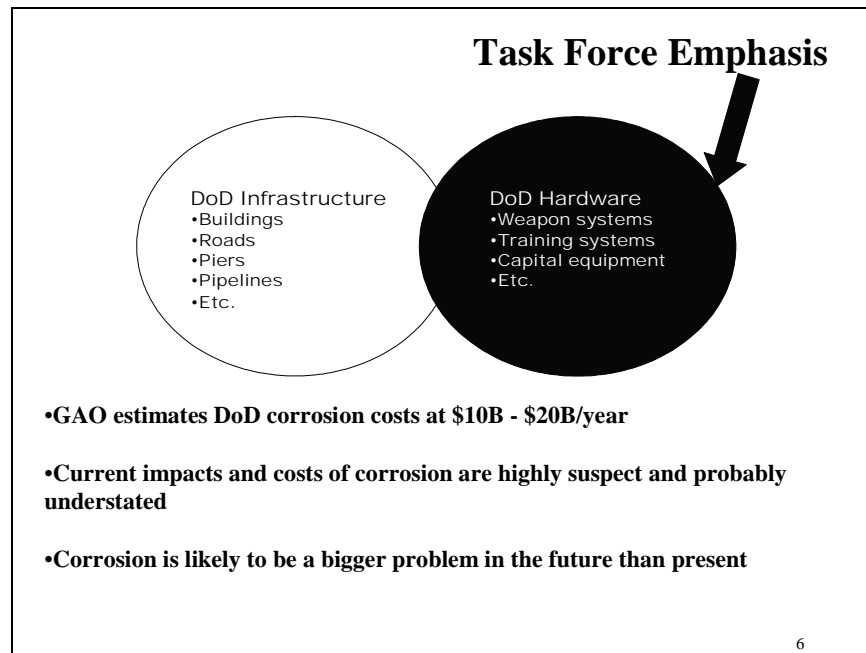 Task Force Emphasis
DoD Infrastructure
•Buildings
•Roads
•Piers
•Pipelines
•Etc.
DoD Hardware
•Weapon systems
•Training systems
•Capital equipment
•Etc.
•GAO estimates DoD corrosion costs at $10B - $20B/year
•Current impacts and costs of corrosion are highly suspect and probably
understated
•Corrosion is likely to be a bigger problem in the future than present
6